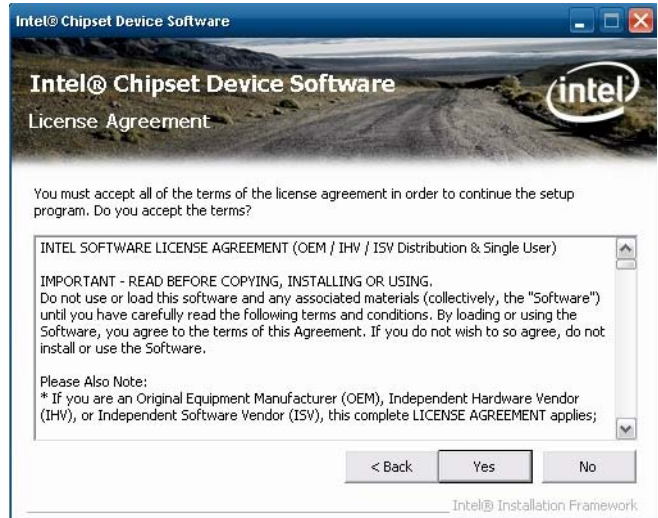 Intel® Chipset Device Software
Intel® Chipset Device Software
intel
License Agreement
You must accept all of the terms of the license agreement in order to continue the setup
program. Do you accept the terms?
INTEL SOFTWARE LICENSE AGREEMENT (OEM / IHV / ISV Distribution & Single User)
IMPORTANT - READ BEFORE COPYING, INSTALLING OR USING.
Do not use or load this software and any associated materials (collectively, the "Software")
until you have carefully read the following terms and conditions. By loading or using the
Software, you agree to the terms of this Agreement. If you do not wish to so agree, do not
install or use the Software.
Please Also Note:
* If you are an Original Equipment Manufacturer (OEM), Independent Hardware Vendor
(IHV), or Independent Software Vendor (ISV), this complete LICENSE AGREEMENT applies;
< Back Yes No
Intel® Installation Framework